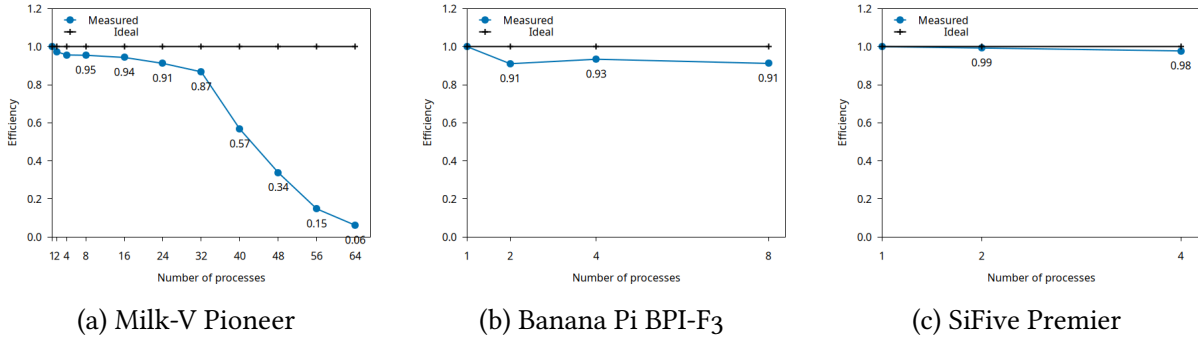 1.2
1.0
0.8
0.6
0.4
0.2
0.0
Efficiency
Measured
Ideal
0.95
0.94
0.91
0.87
0.57
0.34
0.15
0.06
1 2 4 8 16 24 32 40 48 56 64
Number of processes
(a) Milk-V Pioneer
1.2
1.0
0.8
0.6
0.4
0.2
0.0
Efficiency
Measured
Ideal
0.91
0.93
0.91
1 2 4 8
Number of processes
(b) Banana Pi BPI-F3
1.2
1.0
0.8
0.6
0.4
0.2
0.0
Efficiency
Measured
Ideal
0.99
0.98
1 2 4
Number of processes
(c) SiFive Premier